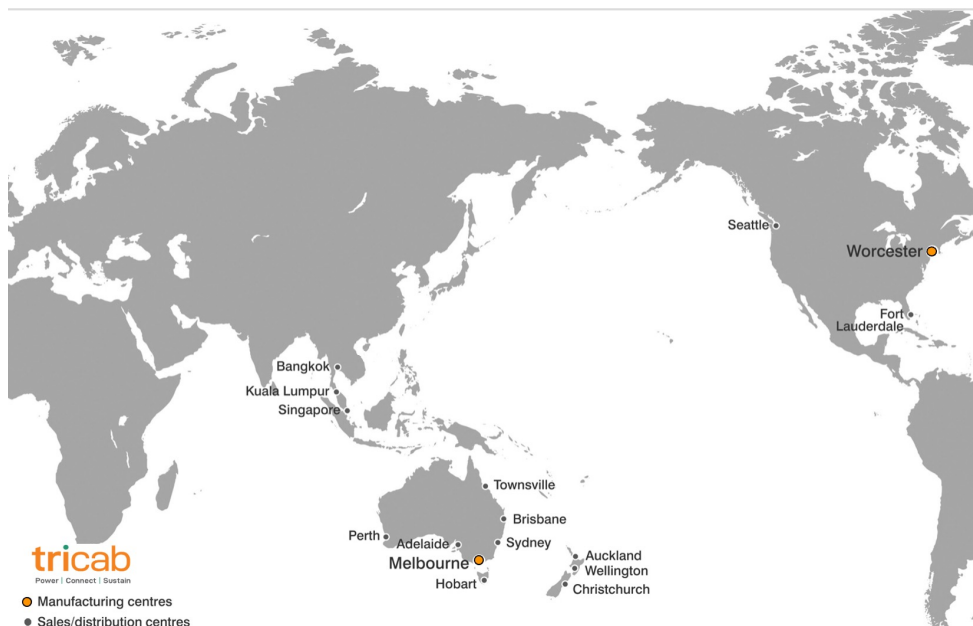 Seattle
Worcester
Fort
Lauderdale
Bangkok
Kuala Lumpur
Singapore
Townsville
Brisbane
Perth
Adelaide
Sydney
Melbourne
Auckland
Wellington
Hobart
Christchurch
tricab
Power | Connect | Sustain
Manufacturing centres
Sales/distribution centres